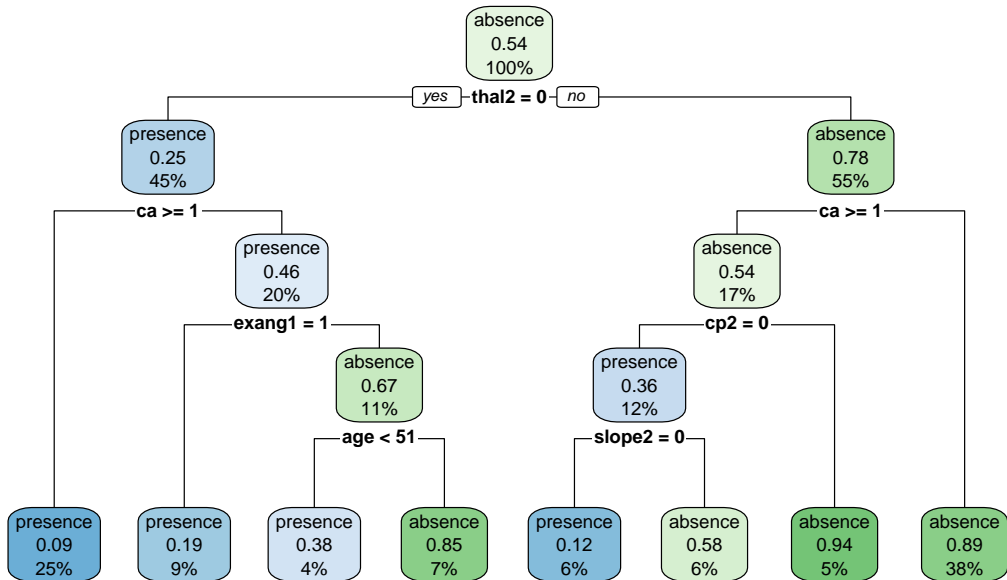 absence
0.54
100%
yes thal2 = 0 no
presence
0.25
45%
absence
0.78
55%
ca >= 1
ca >= 1
presence
0.46
20%
absence
0.54
17%
exang1 = 1
cp2 = 0
absence
0.67
11%
presence
0.36
12%
age < 51
slope2 = 0
presence
0.09
25%
presence
0.19
9%
presence
0.38
4%
absence
0.85
7%
presence
0.12
6%
absence
0.58
6%
absence
0.94
5%
absence
0.89
38%